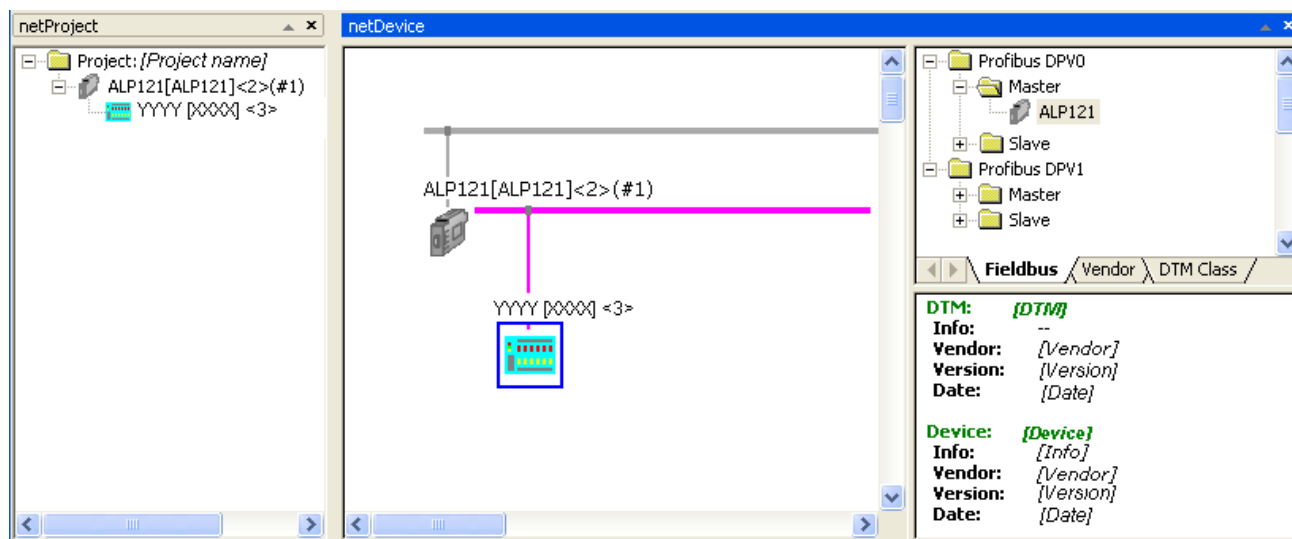 netProject
Project: [Project name]
ALP121[ALP121]<2>(#1)
YYYY [XXXX] <3>
netDevice
ALP121[ALP121]<2>(#1)
YYYY [XXXX] <3>
Profibus DPV0
Master
ALP121
Slave
Profibus DPV1
Master
Slave
Fieldbus Vendor DTM Class
DTM: [DTM]
Info: --
Vendor: [Vendor]
Version: [Version]
Date: [Date]
Device: [Device]
Info: [Info]
Vendor: [Vendor]
Version: [Version]
Date: [Date]